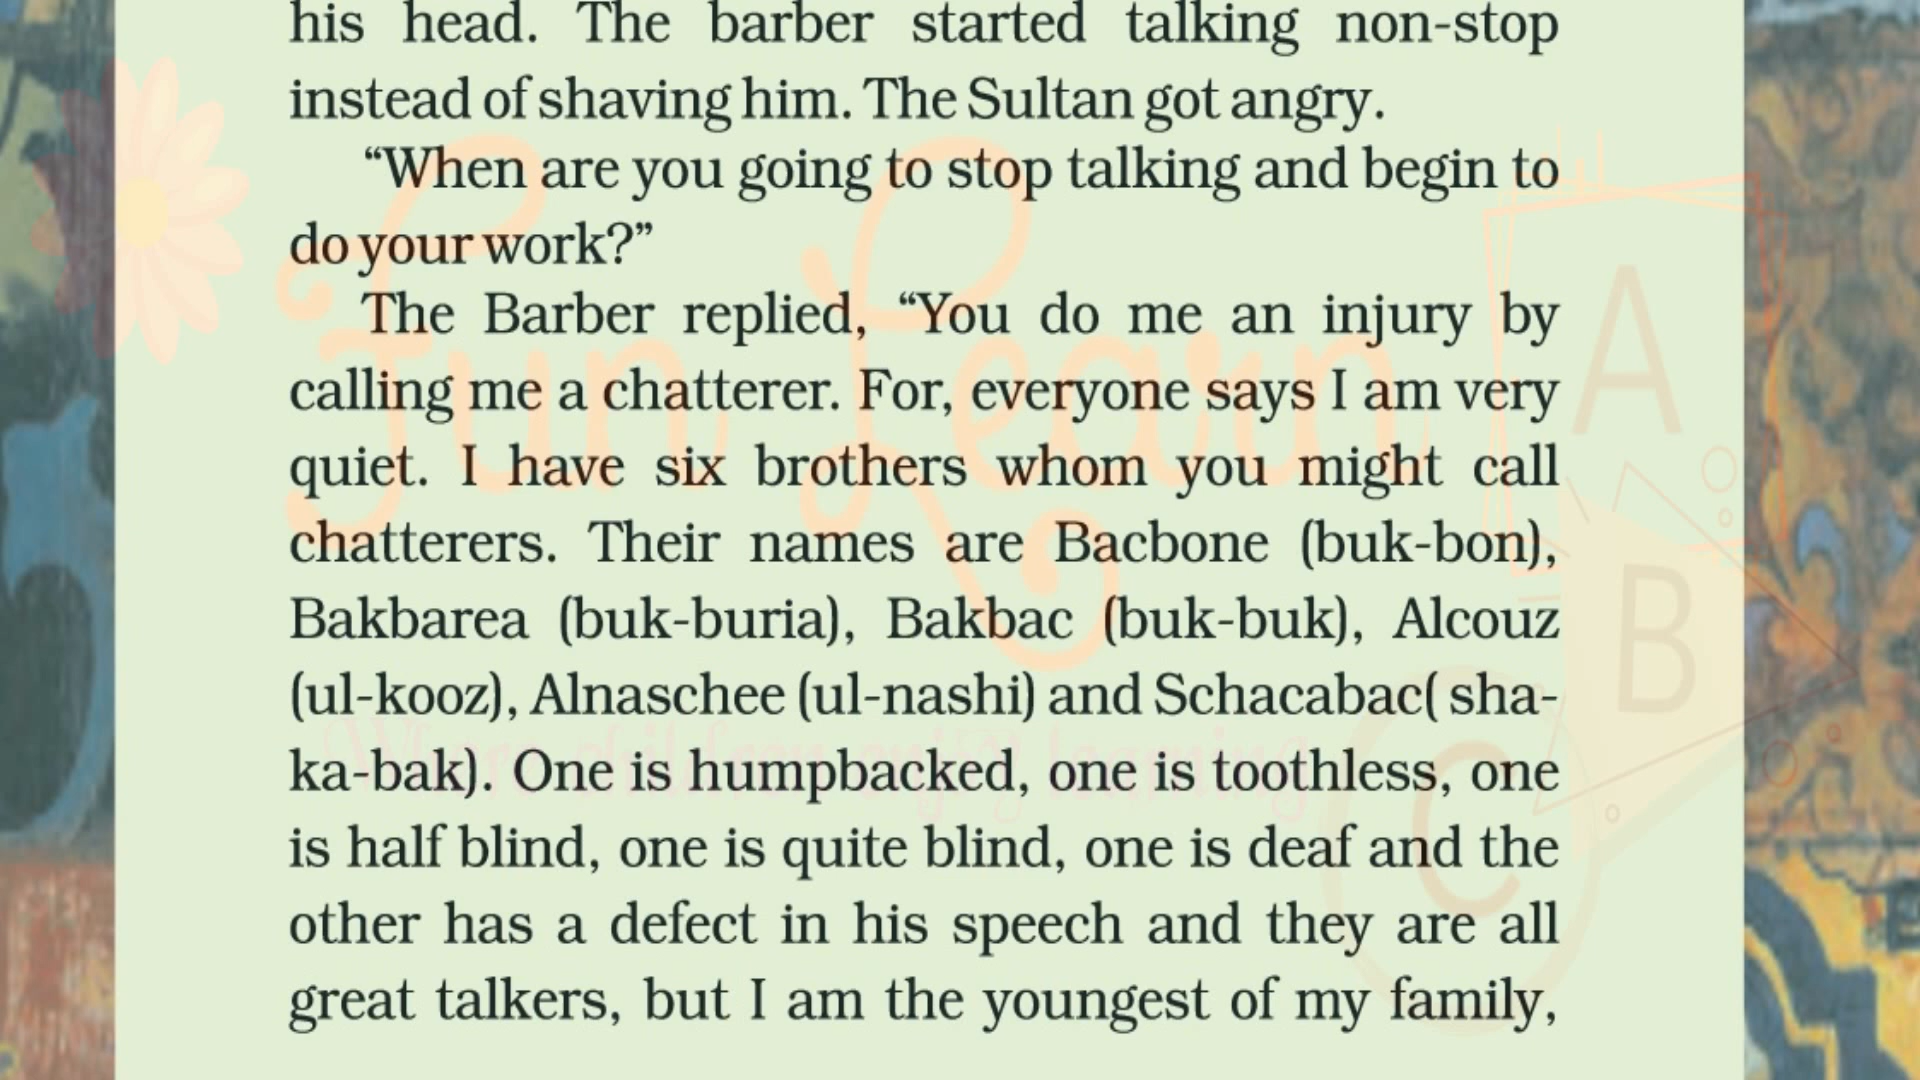 his head. The barber started talking non-stop
instead of shaving him. The Sultan got angry.
“When are you going to stop talking and begin to
do your work?”
The Barber replied, “You do me an injury by
calling me a chatterer. For, everyone says I am very
quiet. I have six brothers whom you might call
chatterers. Their names are Bacbone (buk-bon),
Bakbarea (buk-buria), Bakbac (buk-buk), Alcouz
(ul-kooz), Alnaschee (ul-nashi) and Schacabac( sha-
ka-bak). One is humpbacked, one is toothless, one
is half blind, one is quite blind, one is deaf and the
other has a defect in his speech and they are all
great talkers, but I am the youngest of my family,
Fun Learn
Where children enjoy learning
A
B
C